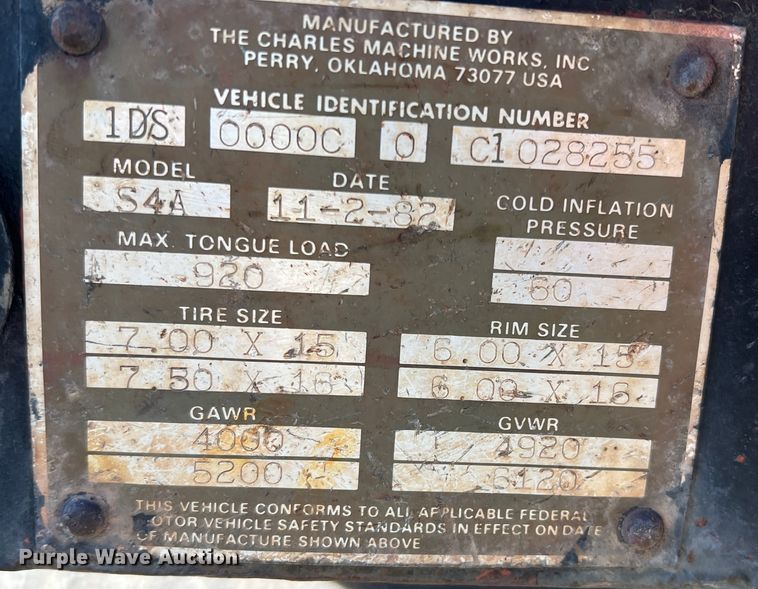 MANUFACTURED BY
THE CHARLES MACHINE WORKS, INC.
PERRY, OKLAHOMA 73077 USA
VEHICLE IDENTIFICATION NUMBER
1DS 0000C 0 C1 028255
MODEL DATE
S4A 11-2-82
COLD INFLATION
PRESSURE
MAX. TONGUE LOAD
920
60
TIRE SIZE RIM SIZE
7.00 X 15 6.00 X 15
7.50 X 16 6.00 X 16
GAWR GVWR
4000 4920
5200 6120
THIS VEHICLE CONFORMS TO ALL APPLICABLE FEDERAL
OTOR VEHICLE SAFETY STANDARDS IN EFFECT ON DATE
OF MANUFACTURE SHOWN ABOVE
Purple Wave Auction